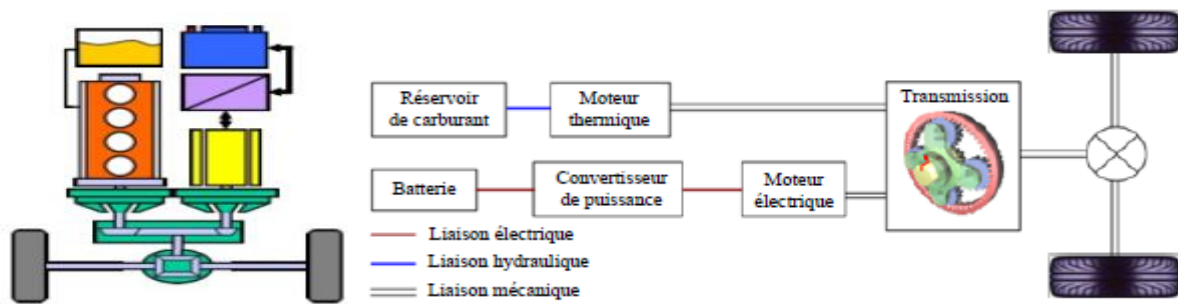 Réservoir
de carburant
Moteur
thermique
Transmission
Batterie
Convertisseur
de puissance
Moteur
électrique
Liaison électrique
Liaison hydraulique
Liaison mécanique